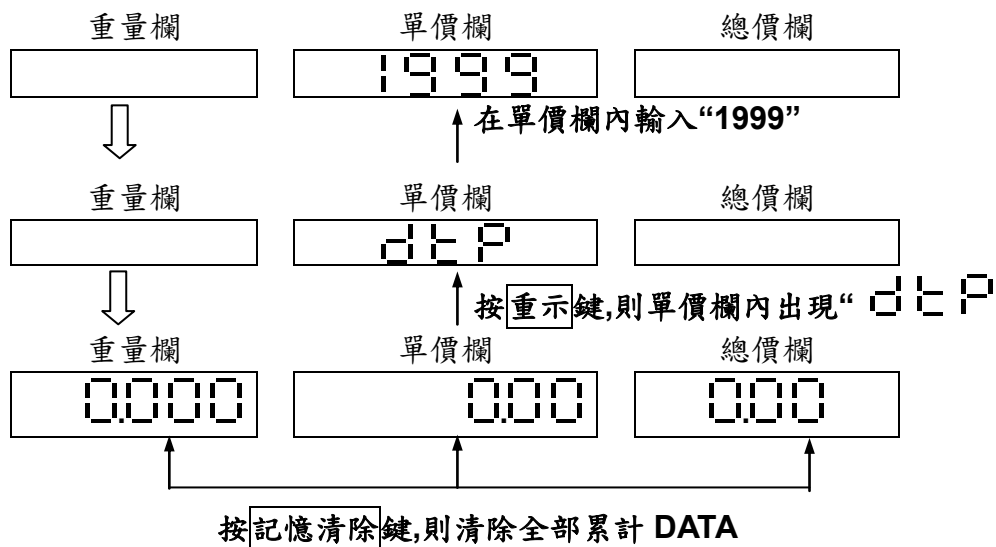 重量欄 單價欄 總價欄
1999
在單價欄內輸入“1999”
重量欄 單價欄 總價欄
dtP
按重示鍵,則單價欄內出現“ dtP
重量欄 單價欄 總價欄
0.000 0.00 0.00
按記憶清除鍵,則清除全部累計 DATA